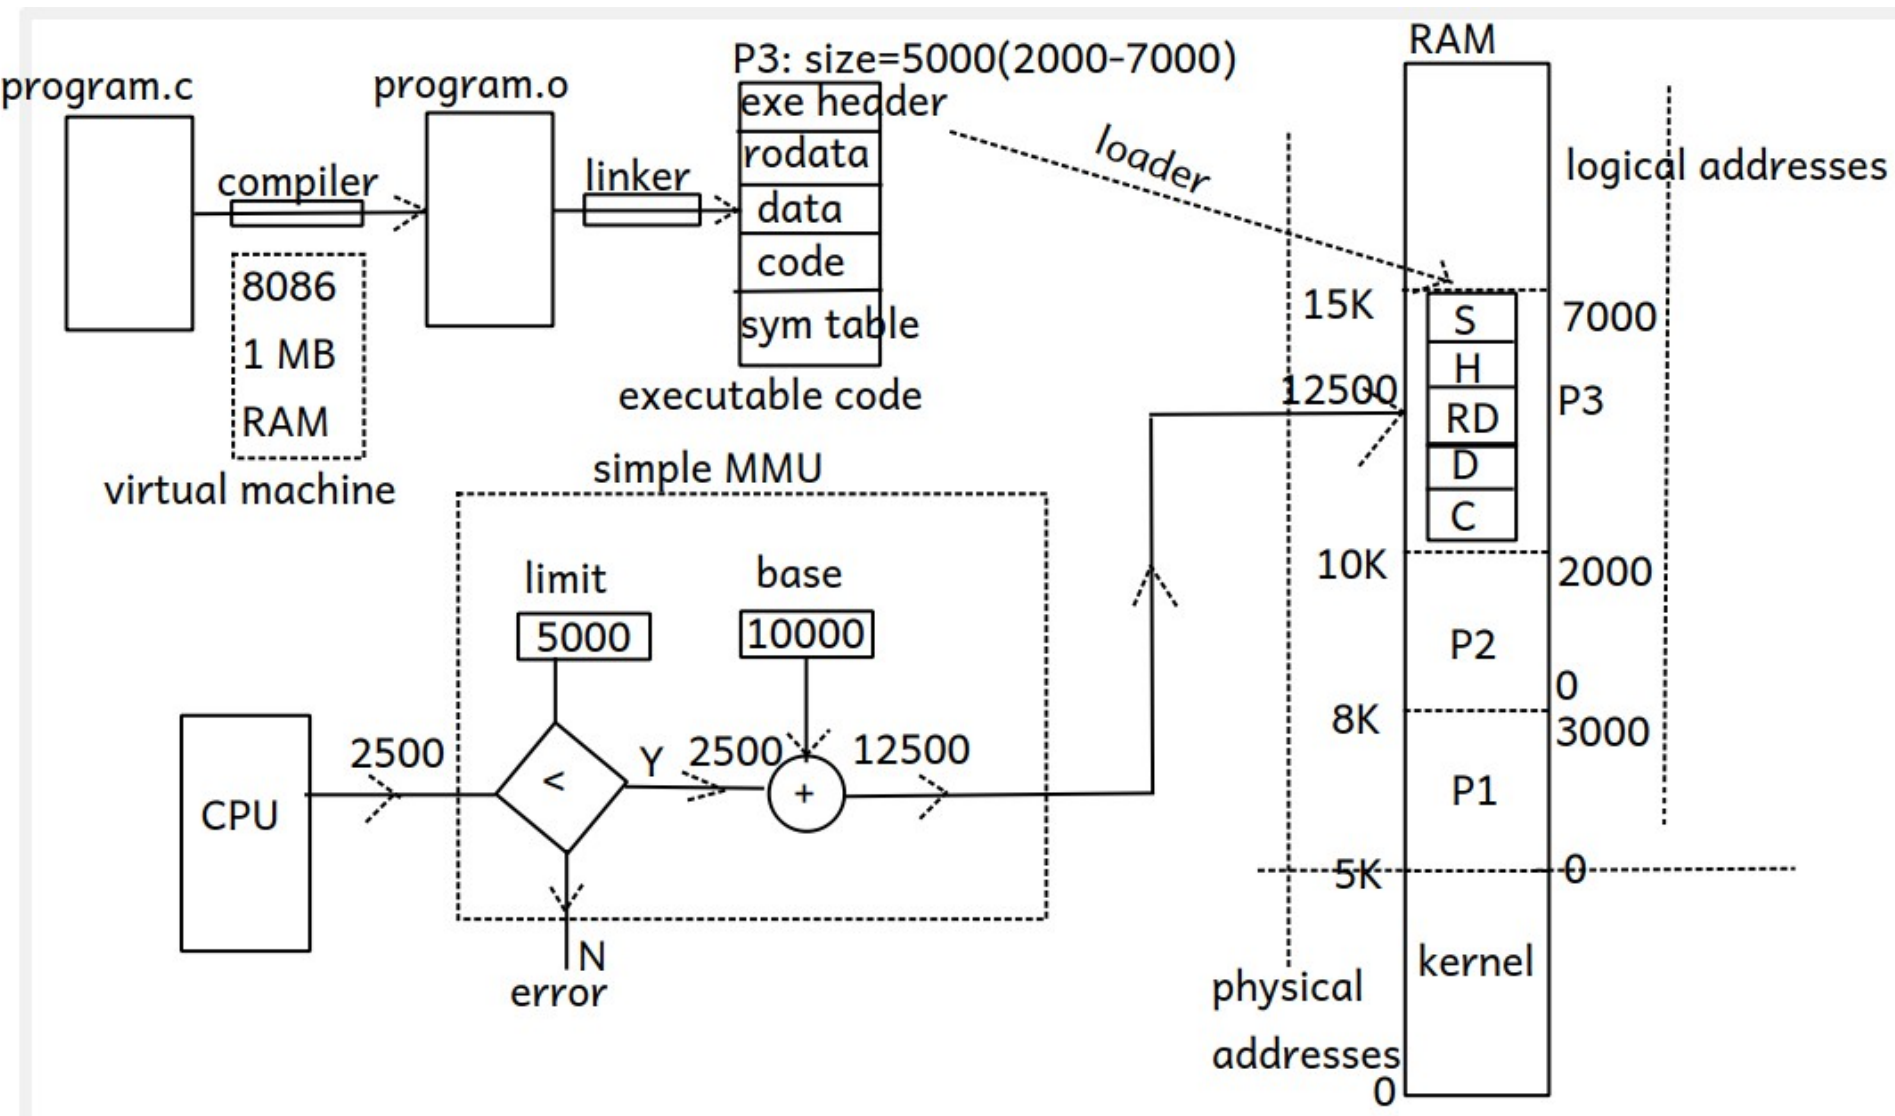 RAM
P3: size=5000(2000-7000)
program.c
program.o
exe header
loader
logical addresses
compiler
linker
rodata
data
code
sym table
8086
1 MB
RAM
virtual machine
executable code
15K
7000
S
H
12500
P3
RD
D
C
simple MMU
10K
2000
limit
base
5000
10000
P2
0
8K
3000
2500
Y
2500
12500
<
+
P1
CPU
5K
0
N
error
kernel
physical
addresses
0